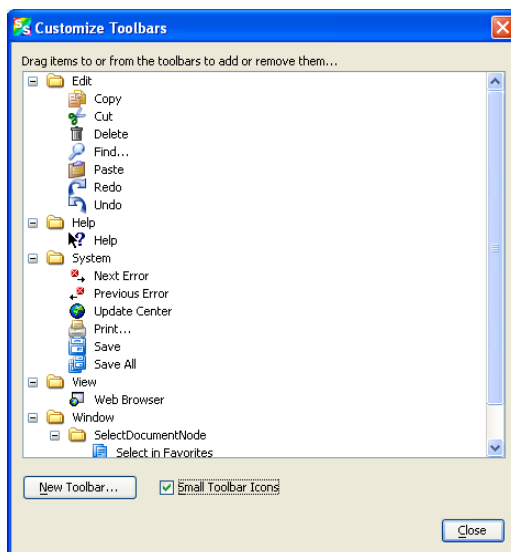 Customize Toolbars
Drag items to or from the toolbars to add or remove them...
Edit
Copy
Cut
Delete
Find...
Paste
Redo
Undo
Help
Help
System
Next Error
Previous Error
Update Center
Print...
Save
Save All
View
Web Browser
Window
SelectDocumentNode
Select in Favorites
New Toolbar... Small Toolbar Icons
Close